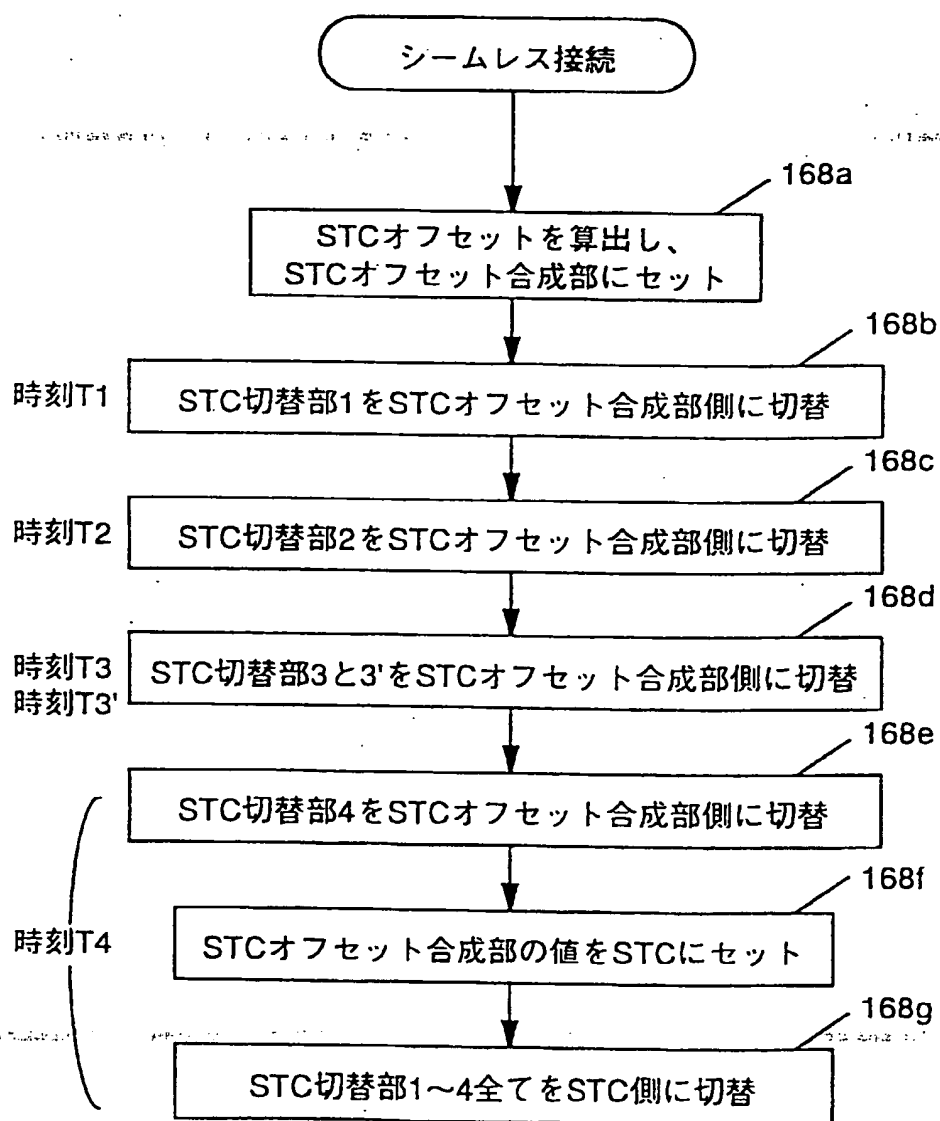 シームレス接続
168a
STCオフセットを算出し、
STCオフセット合成部にセット
168b
時刻T1
STC切替部1をSTCオフセット合成部側に切替
168c
時刻T2
STC切替部2をSTCオフセット合成部側に切替
168d
時刻T3
時刻T3'
STC切替部3と3'をSTCオフセット合成部側に切替
168e
STC切替部4をSTCオフセット合成部側に切替
168f
時刻T4
STCオフセット合成部の値をSTCにセット
168g
STC切替部1～4全てをSTC側に切替